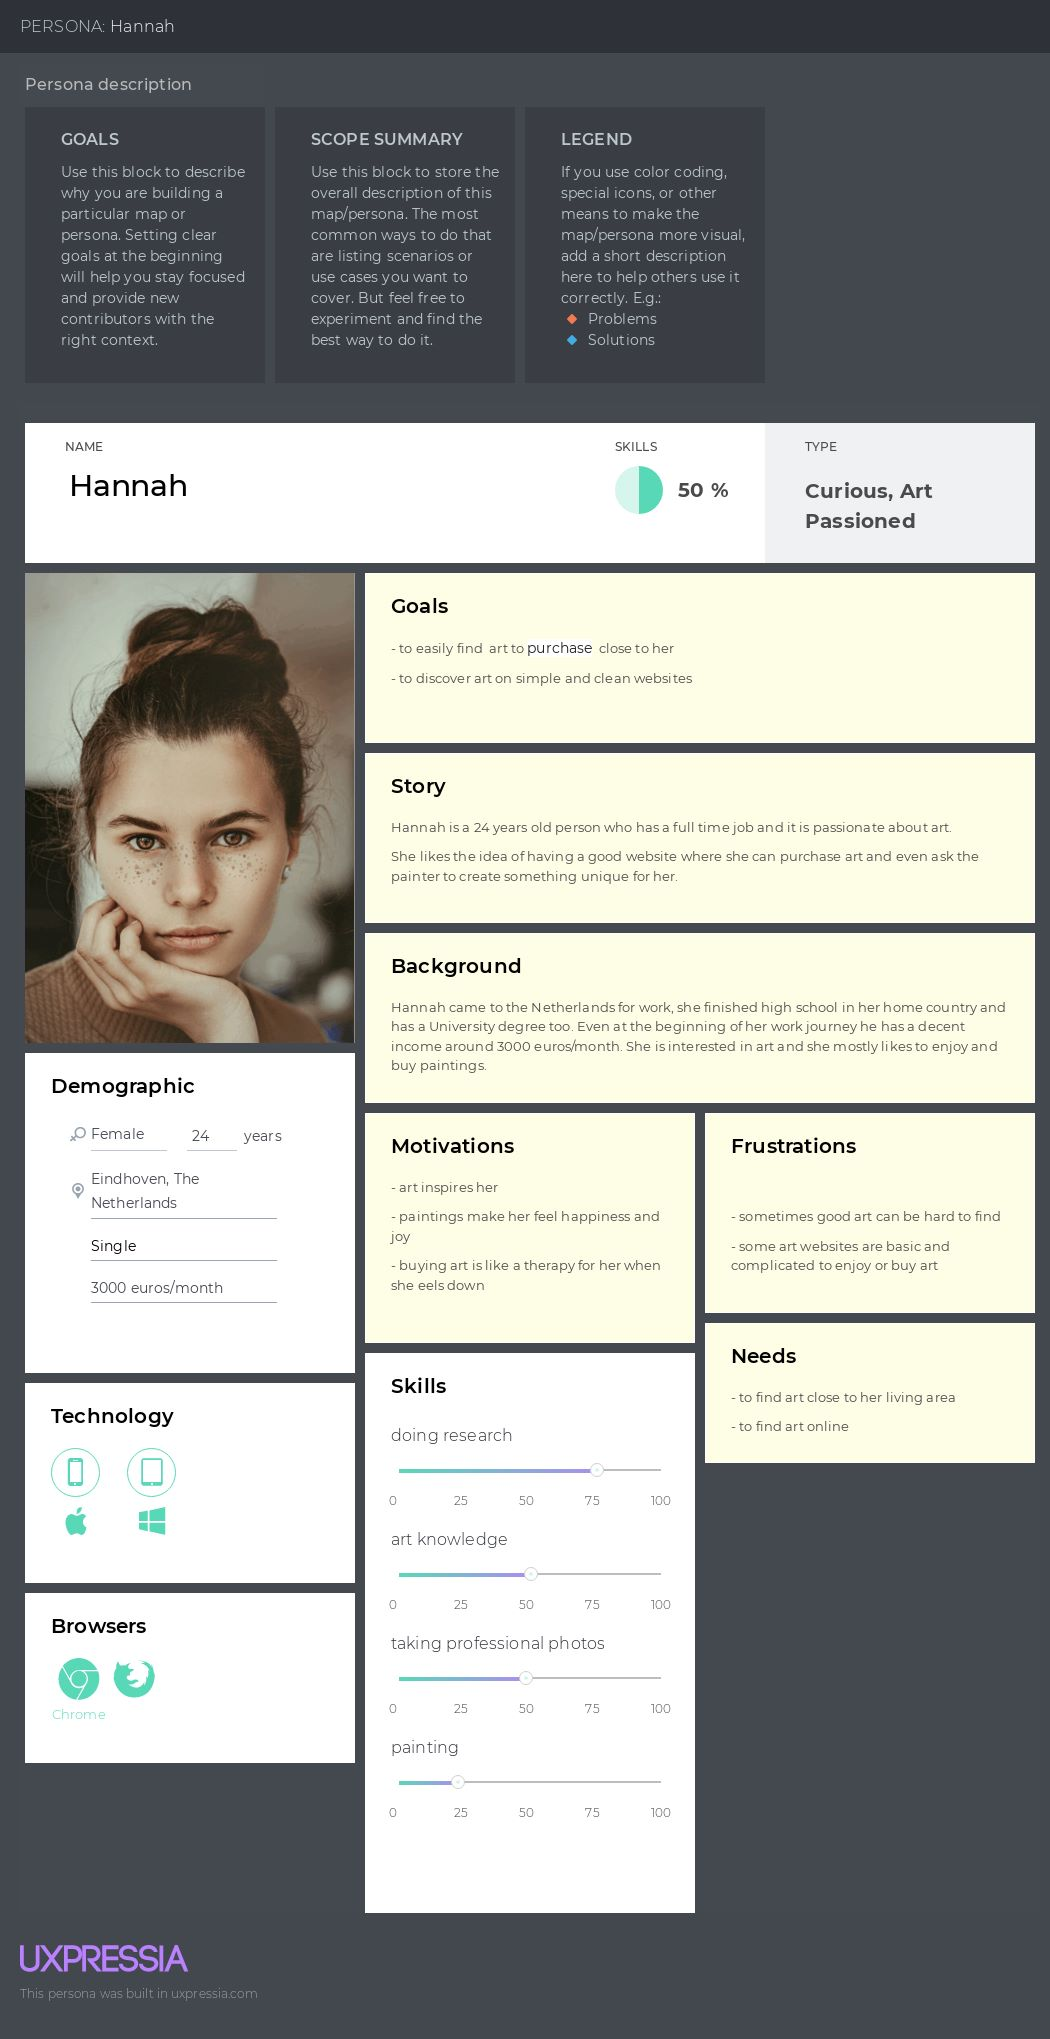 PERSONA: Hannah
Persona description
GOALS
Use this block to describe
why you are building a
particular map or
persona. Setting clear
goals at the beginning
will help you stay focused
and provide new
contributors with the
right context.
SCOPE SUMMARY
Use this block to store the
overall description of this
map/persona. The most
common ways to do that
are listing scenarios or
use cases you want to
cover. But feel free to
experiment and find the
best way to do it.
LEGEND
If you use color coding,
special icons, or other
means to make the
map/persona more visual,
add a short description
here to help others use it
correctly. E.g.:
Problems
Solutions
NAME
Hannah
SKILLS
50 %
TYPE
Curious, Art
Passioned
Goals
- to easily find art to purchase close to her
- to discover art on simple and clean websites
Story
Hannah is a 24 years old person who has a full time job and it is passionate about art.
She likes the idea of having a good website where she can purchase art and even ask the
painter to create something unique for her.
Background
Hannah came to the Netherlands for work, she finished high school in her home country and
has a University degree too. Even at the beginning of her work journey he has a decent
income around 3000 euros/month. She is interested in art and she mostly likes to enjoy and
buy paintings.
Demographic
Female 24 years
Eindhoven, The
Netherlands
Single
3000 euros/month
Motivations
- art inspires her
- paintings make her feel happiness and
joy
- buying art is like a therapy for her when
she eels down
Frustrations
- sometimes good art can be hard to find
- some art websites are basic and
complicated to enjoy or buy art
Needs
- to find art close to her living area
- to find art online
Technology
Browsers
Chrome
Skills
doing research
0 25 50 75 100
art knowledge
0 25 50 75 100
taking professional photos
0 25 50 75 100
painting
0 25 50 75 100
UXPRESSIA
This persona was built in uxpressia.com